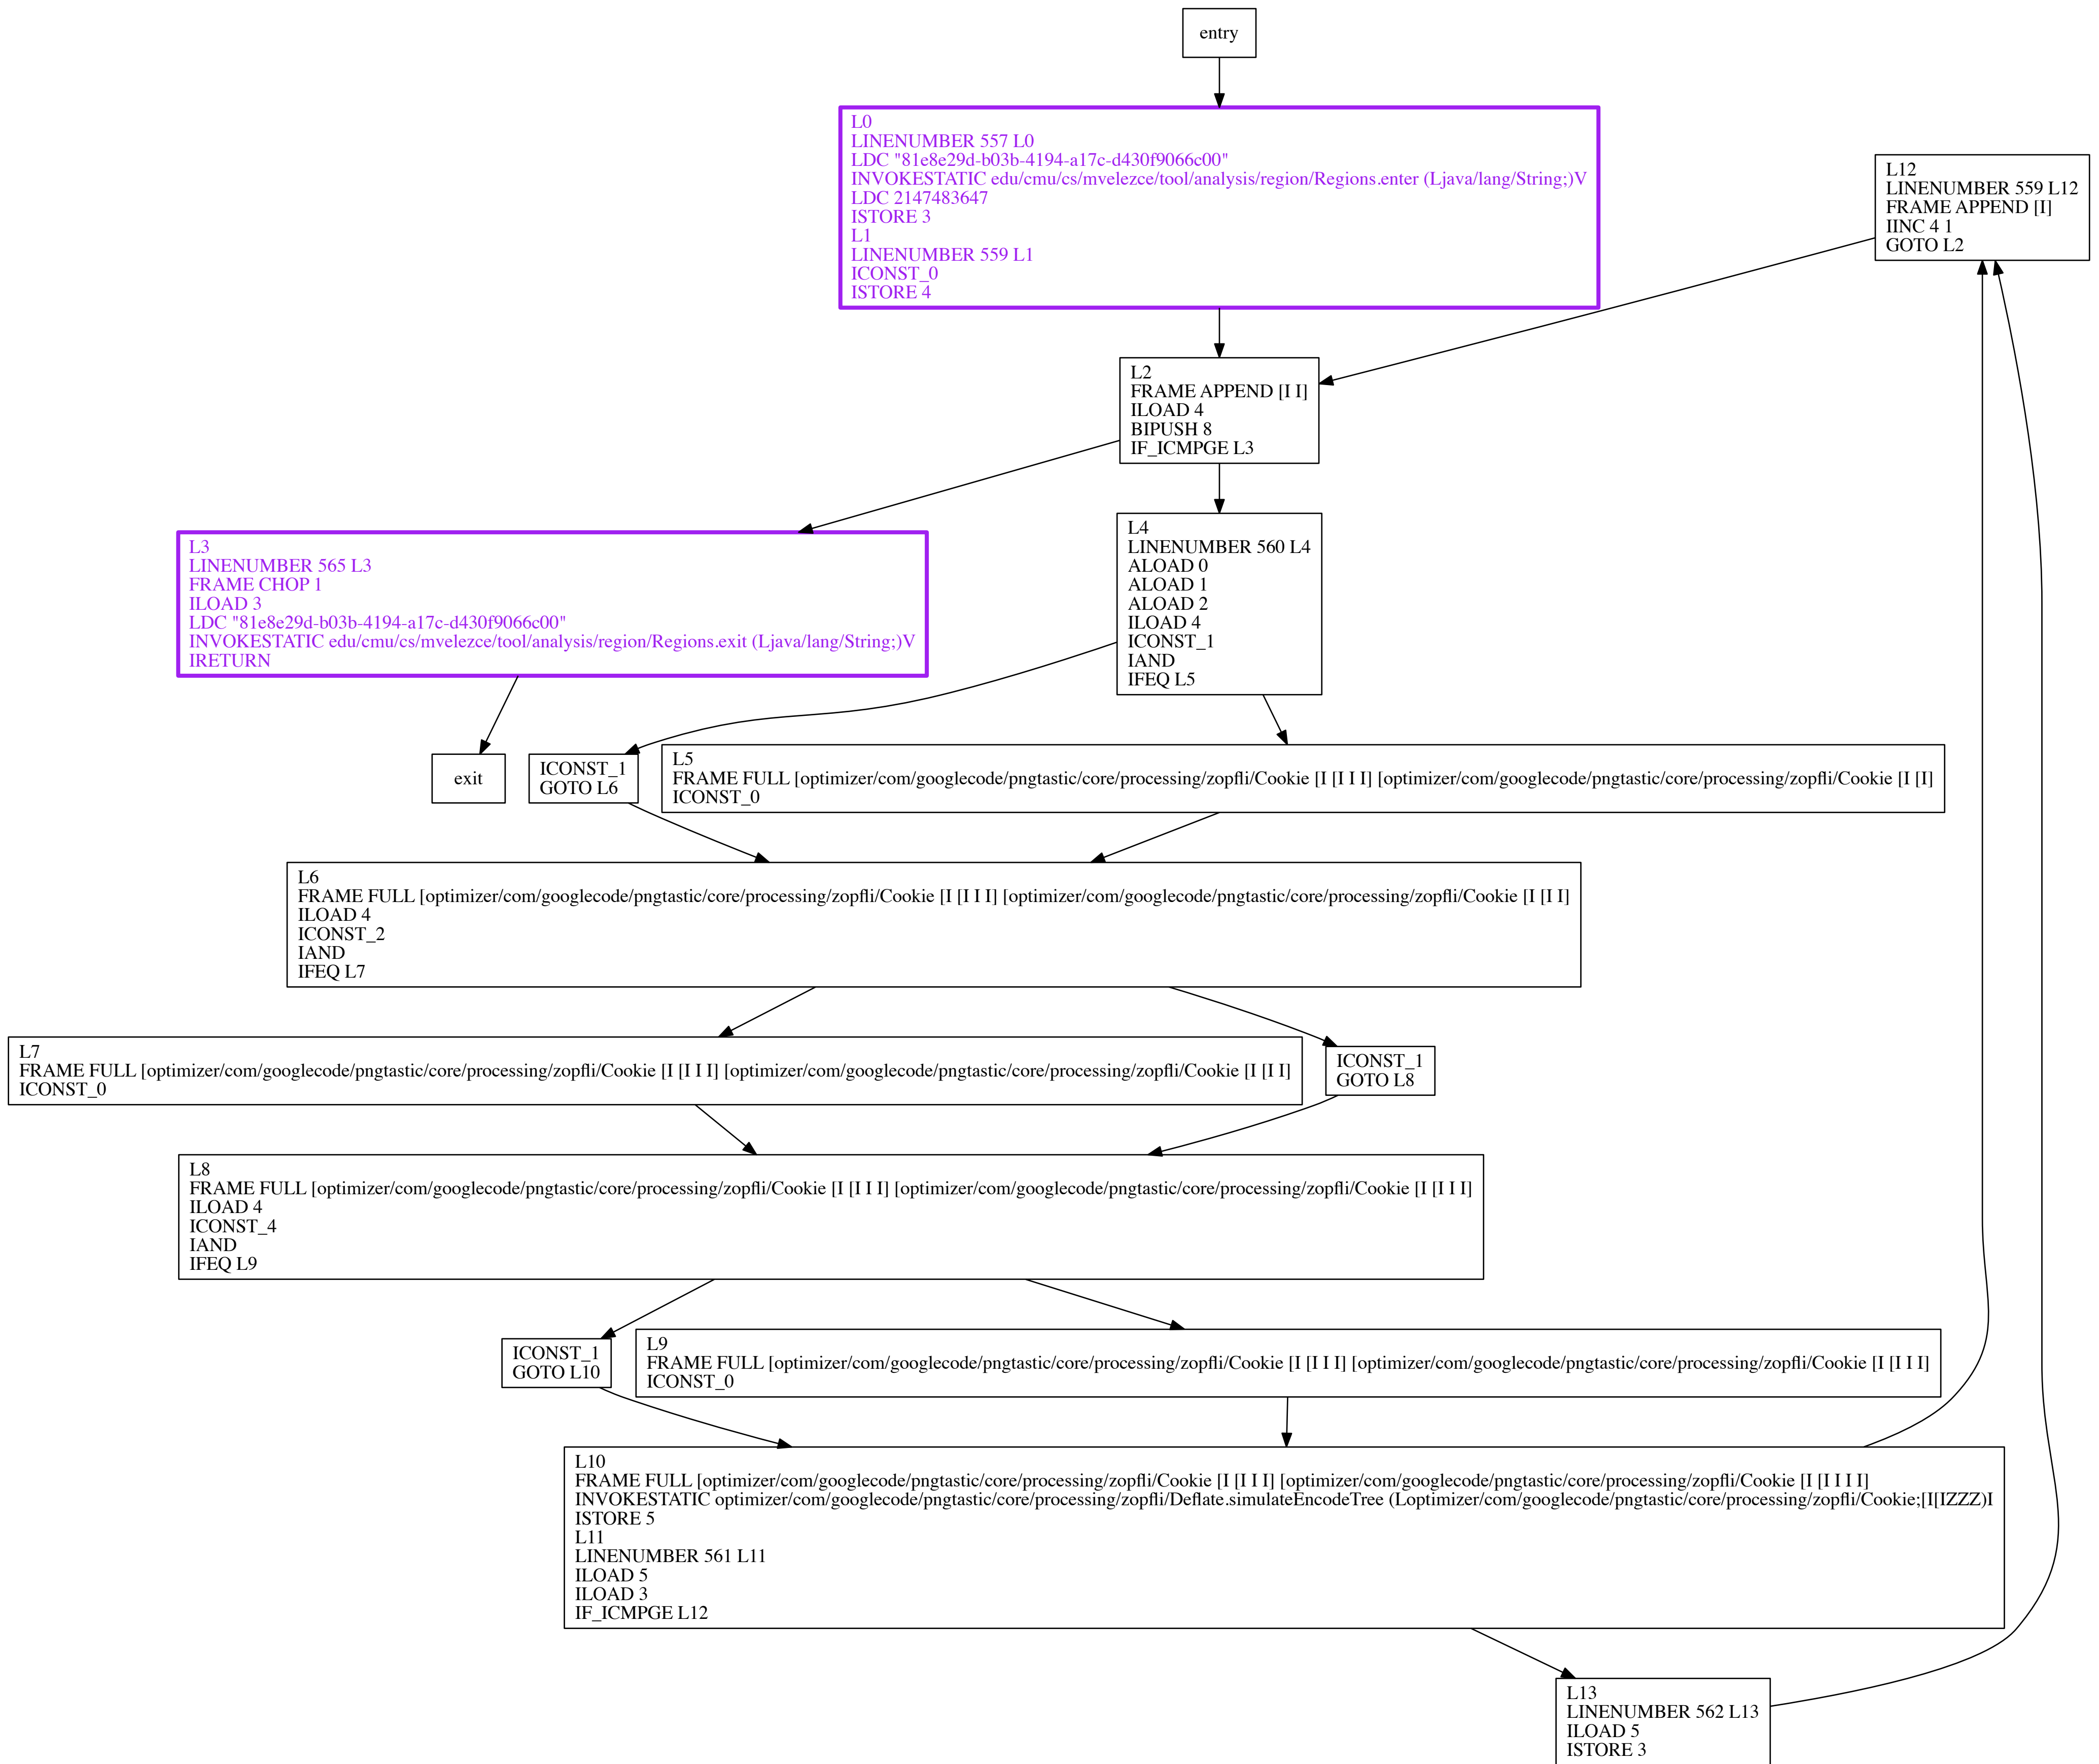 entry
L0
LINENUMBER 557 L0
LDC "81e8e29d-b03b-4194-a17c-d430f9066c00"
INVOKESTATIC edu/cmu/cs/mvelezce/tool/analysis/region/Regions.enter (Ljava/lang/String;)V
LDC 2147483647
ISTORE 3
L1
LINENUMBER 559 L1
ICONST_0
ISTORE 4
L12
LINENUMBER 559 L12
FRAME APPEND [I]
IINC 4 1
GOTO L2
L2
FRAME APPEND [I I]
ILOAD 4
BIPUSH 8
IF_ICMPGE L3
L3
LINENUMBER 565 L3
FRAME CHOP 1
ILOAD 3
LDC "81e8e29d-b03b-4194-a17c-d430f9066c00"
INVOKESTATIC edu/cmu/cs/mvelezce/tool/analysis/region/Regions.exit (Ljava/lang/String;)V
IRETURN
L4
LINENUMBER 560 L4
ALOAD 0
ALOAD 1
ALOAD 2
ILOAD 4
ICONST_1
IAND
IFEQ L5
exit
ICONST_1
GOTO L6
L5
FRAME FULL [optimizer/com/googlecode/pngtastic/core/processing/zopfli/Cookie [I [I I I] [optimizer/com/googlecode/pngtastic/core/processing/zopfli/Cookie [I [I]
ICONST_0
L6
FRAME FULL [optimizer/com/googlecode/pngtastic/core/processing/zopfli/Cookie [I [I I I] [optimizer/com/googlecode/pngtastic/core/processing/zopfli/Cookie [I [I I]
ILOAD 4
ICONST_2
IAND
IFEQ L7
L7
FRAME FULL [optimizer/com/googlecode/pngtastic/core/processing/zopfli/Cookie [I [I I I] [optimizer/com/googlecode/pngtastic/core/processing/zopfli/Cookie [I [I I]
ICONST_0
ICONST_1
GOTO L8
L8
FRAME FULL [optimizer/com/googlecode/pngtastic/core/processing/zopfli/Cookie [I [I I I] [optimizer/com/googlecode/pngtastic/core/processing/zopfli/Cookie [I [I I I]
ILOAD 4
ICONST_4
IAND
IFEQ L9
ICONST_1
GOTO L10
L9
FRAME FULL [optimizer/com/googlecode/pngtastic/core/processing/zopfli/Cookie [I [I I I] [optimizer/com/googlecode/pngtastic/core/processing/zopfli/Cookie [I [I I I]
ICONST_0
L10
FRAME FULL [optimizer/com/googlecode/pngtastic/core/processing/zopfli/Cookie [I [I I I] [optimizer/com/googlecode/pngtastic/core/processing/zopfli/Cookie [I [I I I I]
INVOKESTATIC optimizer/com/googlecode/pngtastic/core/processing/zopfli/Deflate.simulateEncodeTree (Loptimizer/com/googlecode/pngtastic/core/processing/zopfli/Cookie;[I[IZZZ)I
ISTORE 5
L11
LINENUMBER 561 L11
ILOAD 5
ILOAD 3
IF_ICMPGE L12
L13
LINENUMBER 562 L13
ILOAD 5
ISTORE 3